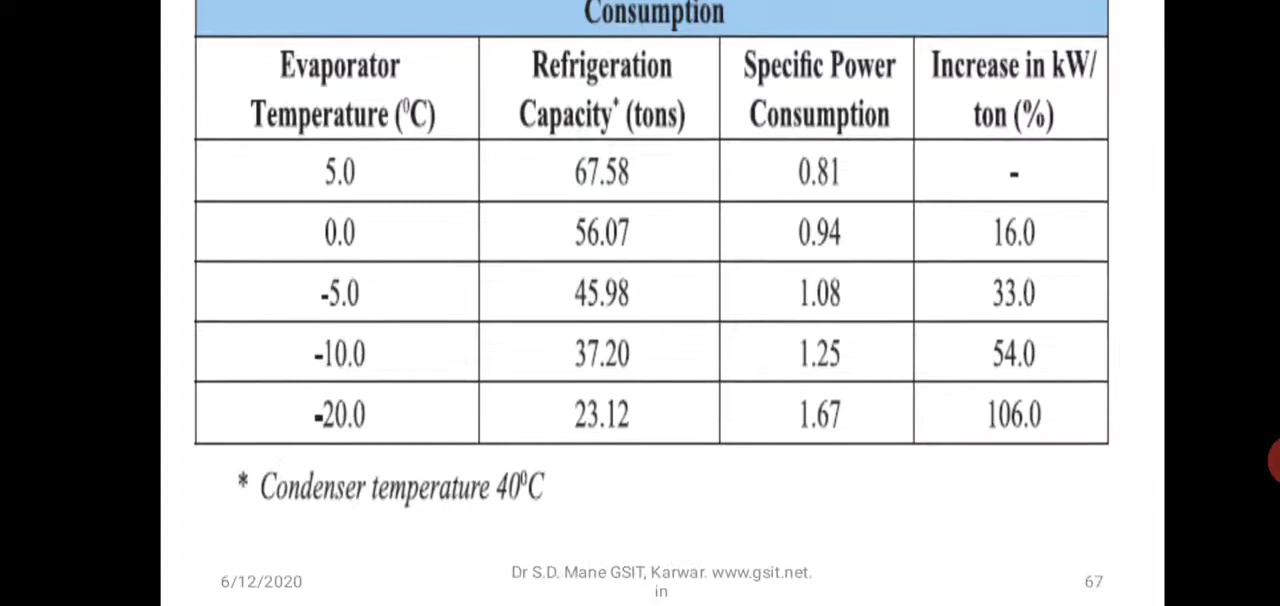 Consumption
Evaporator Temperature (⁰C) Refrigeration Capacity* (tons) Specific Power Consumption Increase in kW/ ton (%)
5.0 67.58 0.81 -
0.0 56.07 0.94 16.0
-5.0 45.98 1.08 33.0
-10.0 37.20 1.25 54.0
-20.0 23.12 1.67 106.0
* Condenser temperature 40⁰C
6/12/2020
Dr S.D. Mane GSIT, Karwar. www.gsit.net.
in
67